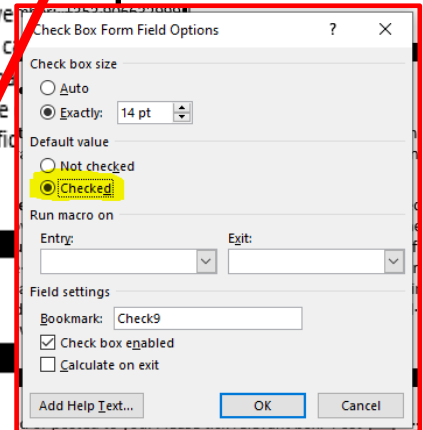 Check Box Form Field Options ? ×
Check box size
Auto
Exactly: 14 pt
Default value
Not checked
Checked
Run macro on
Entry: Exit:
Field settings
Bookmark: Check9
Check box enabled
Calculate on exit
Add Help Text... OK Cancel